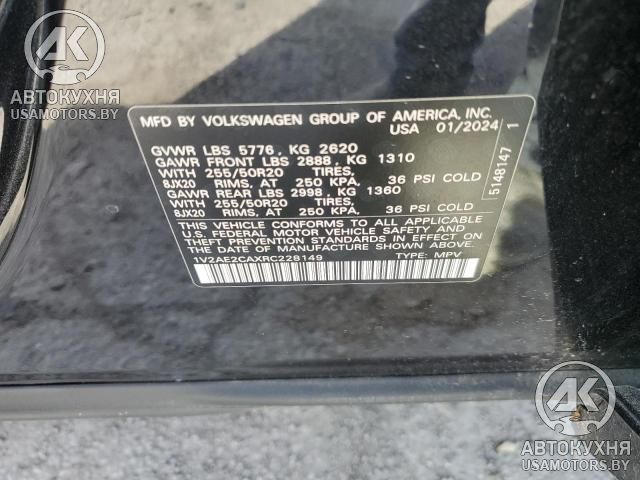 АК
АВТОКУХНЯ
USAMOTORS.BY
MFD BY VOLKSWAGEN GROUP OF AMERICA, INC.
USA 01/2024
GVWR LBS 5776, KG 2620
GAWR FRONT LBS 2888, KG 1310
WITH 255/50R20 TIRES,
8JX20 RIMS, AT 250 KPA, 36 PSI COLD
GAWR REAR LBS 2998, KG 1360
WITH 255/50R20 TIRES,
8JX20 RIMS, AT 250 KPA, 36 PSI COLD
THIS VEHICLE CONFORMS TO ALL APPLICABLE
U.S. FEDERAL MOTOR VEHICLE SAFETY
STANDARDS IN EFFECT ON THE
DATE OF MANUFACTURE SHOWN ABOVE.
1V2AE2CAXRC228149 TYPE: MPV
5148147 1
АК
АВТОКУХНЯ
USAMOTORS.BY